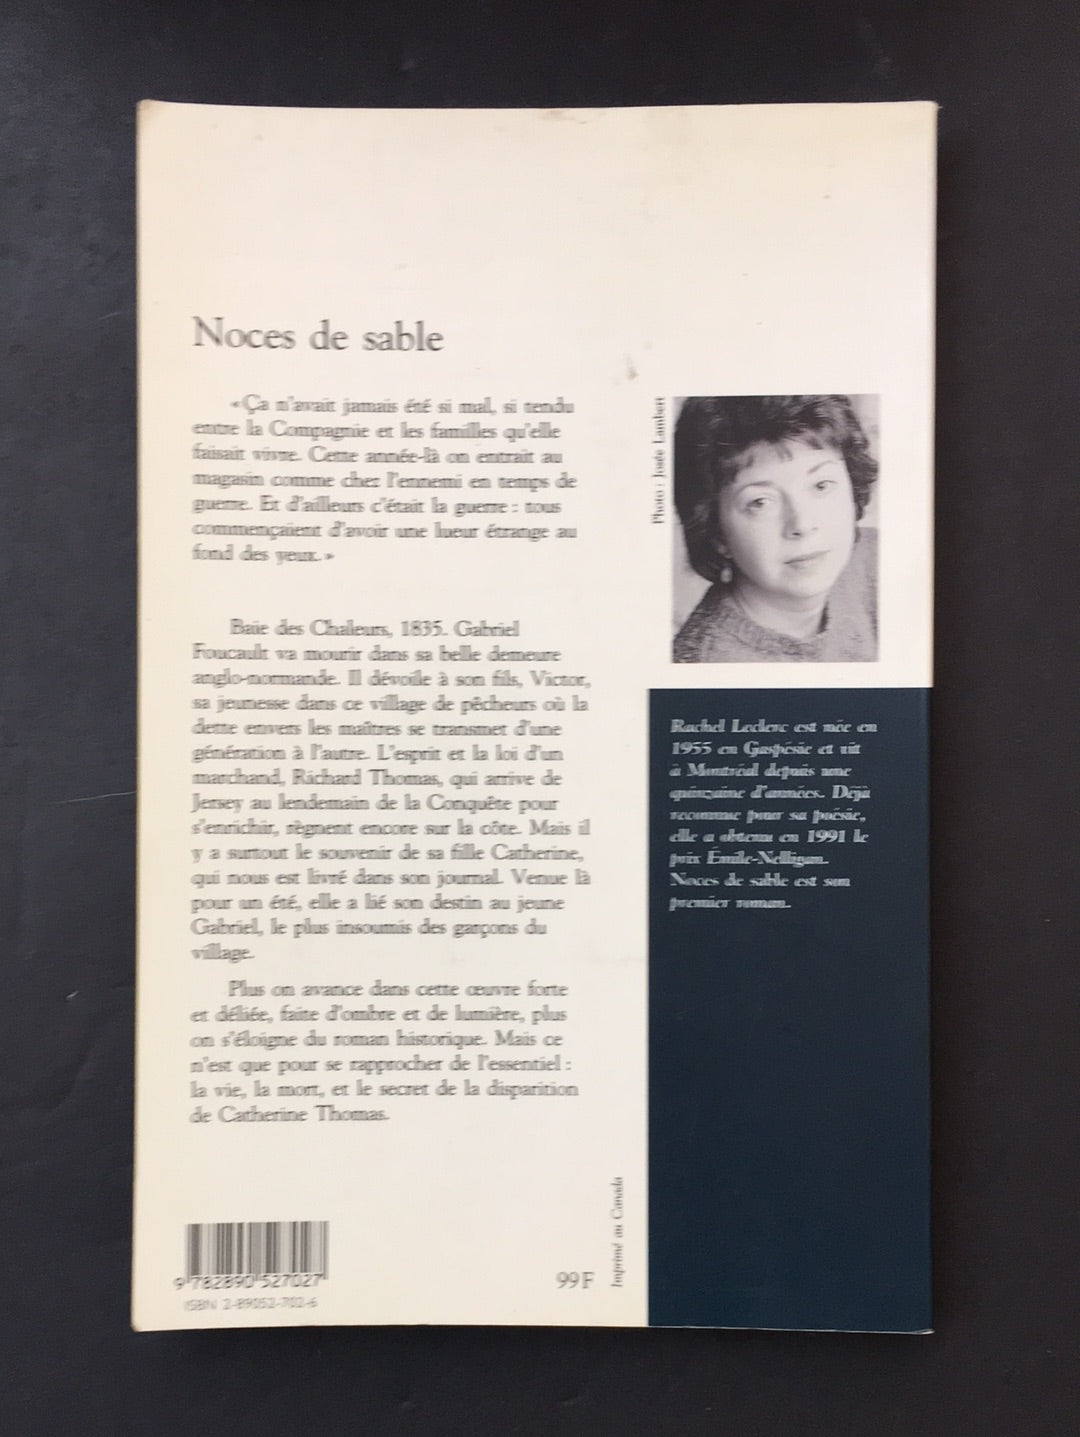 Noces de sable
«Ça n'avait jamais été si mal, si tendu
entre la Compagnie et les familles qu'elle
faisait vivre. Cette année-là on entrait au
magasin comme chez l'ennemi en temps de
guerre. Et d'ailleurs c'était la guerre : tous
commençaient d'avoir une lueur étrange au
fond des yeux.»
Baie des Chaleurs, 1835. Gabriel
Foucault va mourir dans sa belle demeure
anglo-normande. Il dévoile à son fils, Victor,
sa jeunesse dans ce village de pêcheurs où la
dette envers les maîtres se transmet d'une
génération à l'autre. L'esprit et la loi d'un
marchand, Richard Thomas, qui arrive de
Jersey au lendemain de la Conquête pour
s'enrichir, règnent encore sur la côte. Mais il
y a surtout le souvenir de sa fille Catherine,
qui nous est livré dans son journal. Venue là
pour un été, elle a lié son destin au jeune
Gabriel, le plus insoumis des garçons du
village.
Plus on avance dans cette œuvre forte
et déliée, faite d'ombre et de lumière, plus
on s'éloigne du roman historique. Mais ce
n'est que pour se rapprocher de l'essentiel :
la vie, la mort, et le secret de la disparition
de Catherine Thomas.
Photo : Josée Lambert
Rachel Leclerc est née en
1955 en Gaspésie et vit
à Montréal depuis une
quinzaine d'années. Déjà
reconnue pour sa poésie,
elle a obtenu en 1991 le
prix Émile-Nelligan.
Noces de sable est son
premier roman.
9 782890 527027
ISBN 2-89052-702-6
99 F
Imprimé au Canada